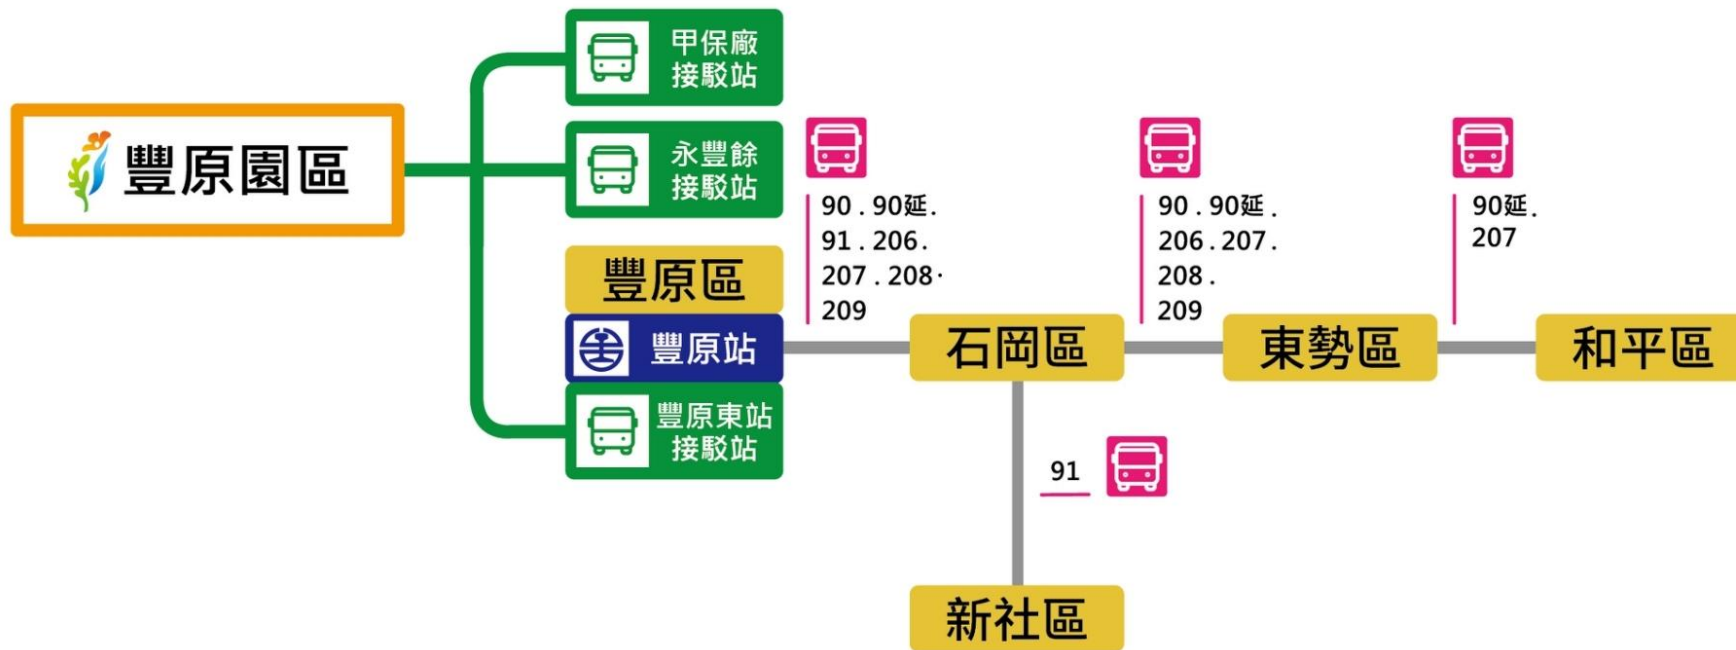 甲保廠
接駁站
豐原園區
永豐餘
接駁站
90 . 90延.
91 . 206.
207 . 208·
209
90 . 90延 .
206 . 207.
208 .
209
90延.
207
豐原區
豐原站
石岡區
東勢區
和平區
豐原東站
接駁站
91
新社區